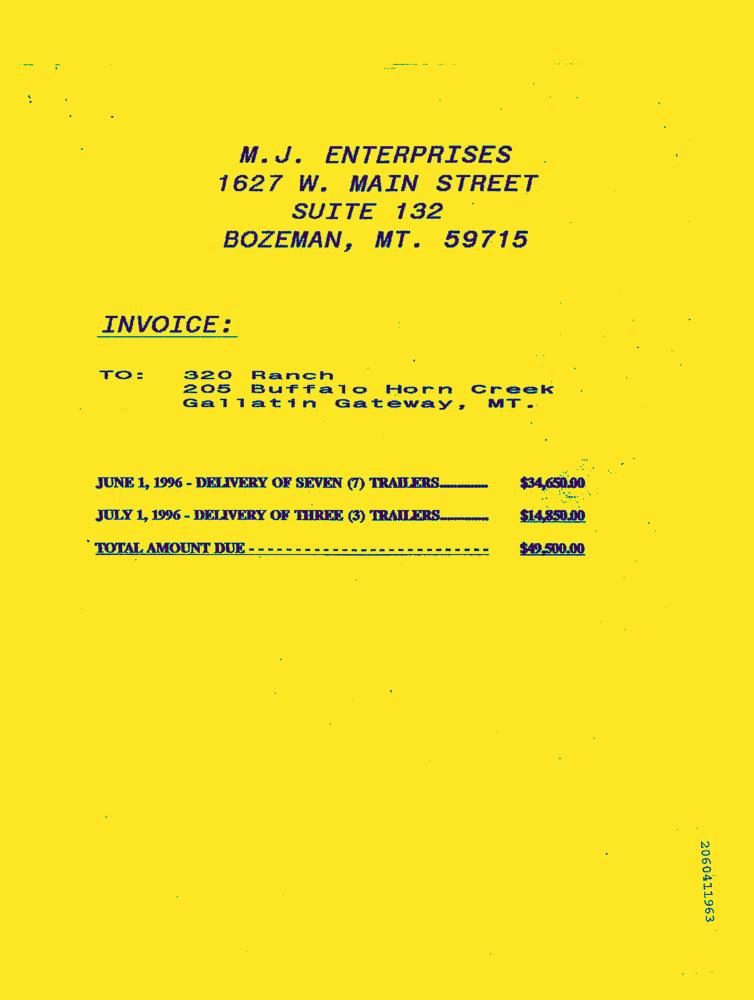 M.J. ENTERPRISES
1627 W. MAIN STREET
SUITE 132
BOZEMAN, MT. 59715
INVOICE:
TO: 320 Ranch
205 Buffalo Horn Creek
Gallatin Gateway, MT.
JUNE 1, 1996 - DELIVERY OF SEVEN (7) TRAILERS............ $34,650.00
JULY 1, 1996 - DELIVERY OF THREE (3) TRAILERS............ $14,850.00
TOTAL AMOUNT DUE - - - - - - - - - - - - - - - - - - - - - - - - - - $49,500.00
2060411963